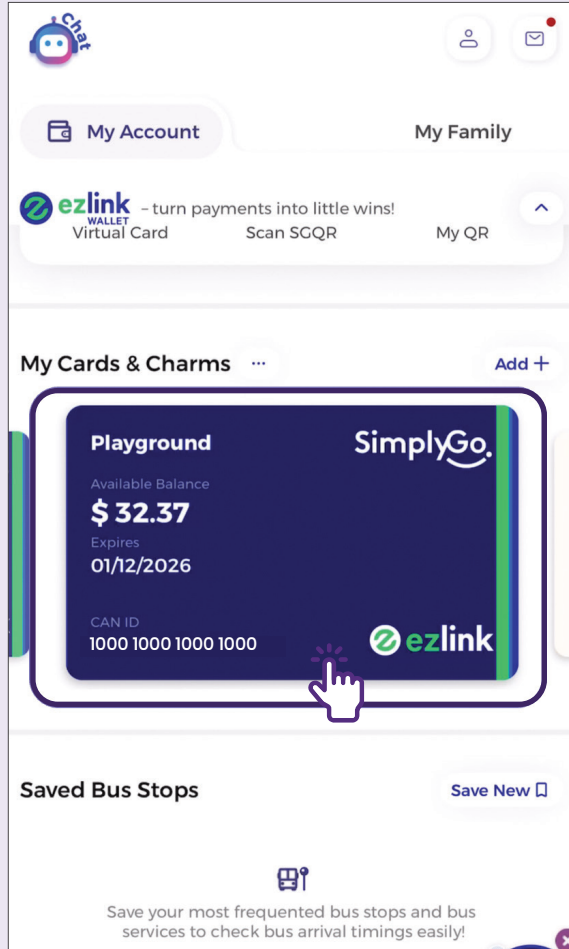 Chat
My Account
My Family
ezlink – turn payments into little wins!
WALLET
Virtual Card Scan SGQR My QR
My Cards & Charms ...
Add +
Playground
SimplyGo.
Available Balance
$ 32.37
Expires
01/12/2026
CAN ID
1000 1000 1000 1000
ezlink
Saved Bus Stops
Save New
Save your most frequented bus stops and bus
services to check bus arrival timings easily!